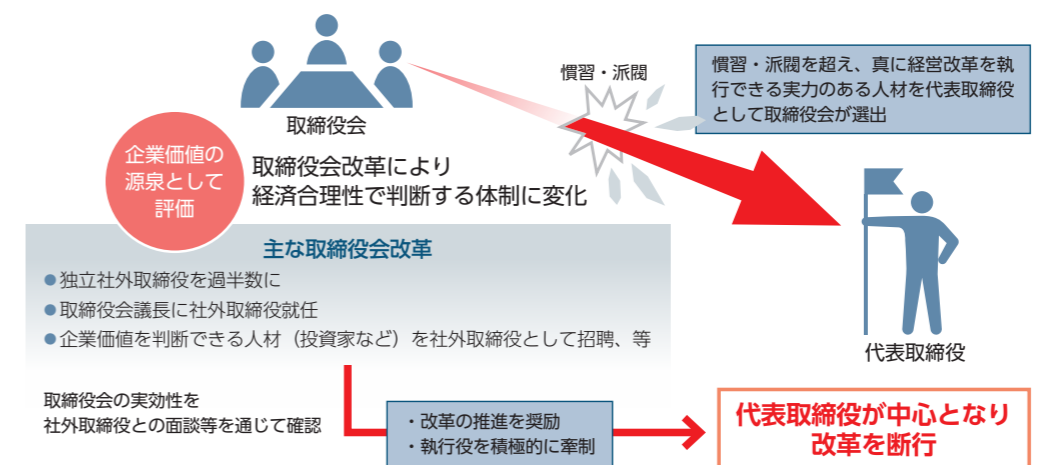 取締役会
慣習・派閥
慣習・派閥を超え、真に経営改革を執
行できる実力のある人材を代表取締役
として取締役会が選出
企業価値の
源泉として
評価
取締役会改革により
経済合理性で判断する体制に変化
主な取締役会改革
●独立社外取締役を過半数に
●取締役会議長に社外取締役就任
●企業価値を判断できる人材（投資家など）を社外取締役として招聘、等
代表取締役
取締役会の実効性を
社外取締役との面談等を通じて確認
・改革の推進を奨励
・執行役を積極的に牽制
代表取締役が中心となり
改革を断行